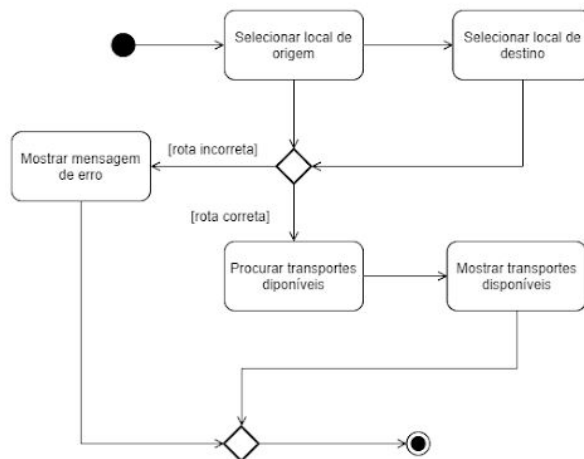 Selecionar local de
origem
Selecionar local de
destino
Mostrar mensagem
de erro
[rota incorreta]
[rota correta]
Procurar transportes
diponíveis
Mostrar transportes
disponíveis